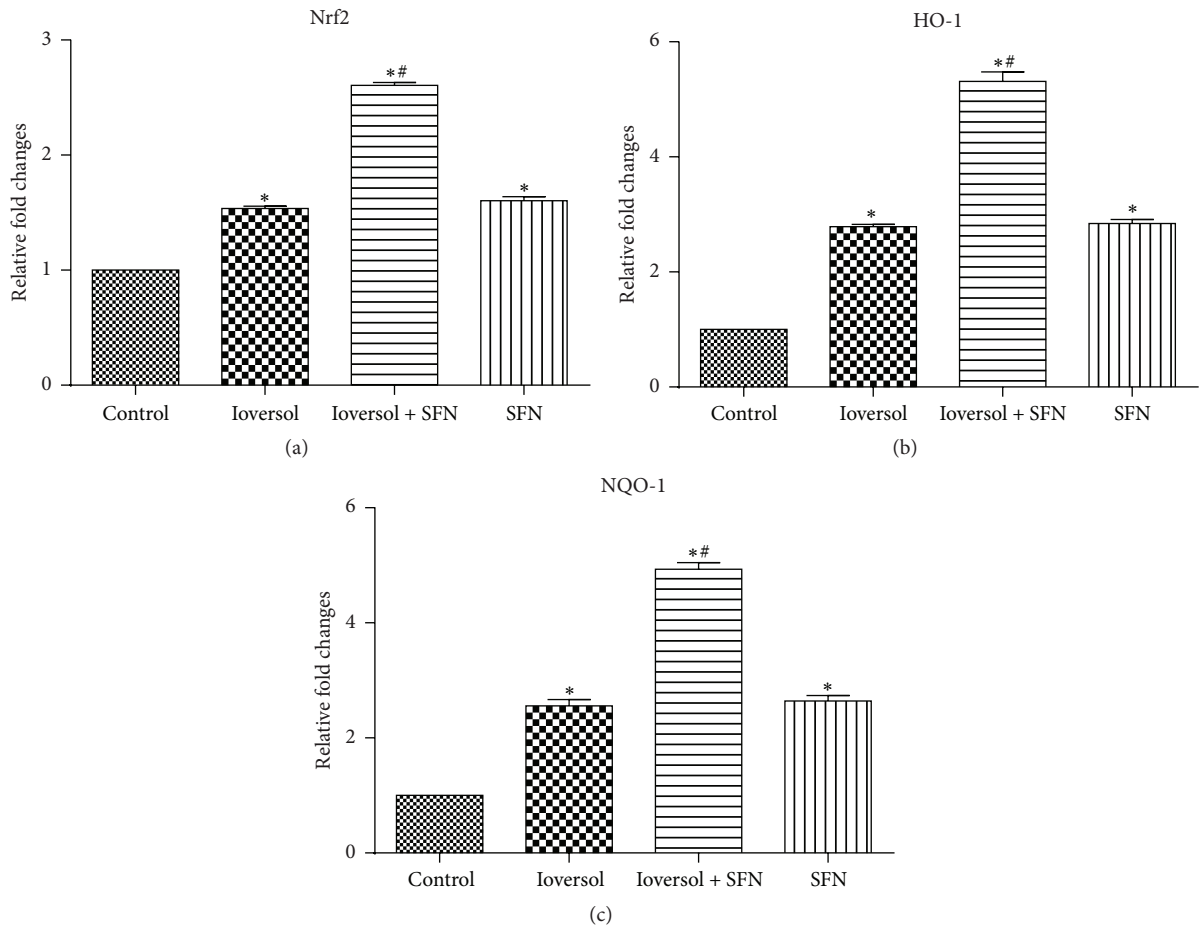 Nrf2
Relative fold changes
3
2
1
0
*
*#
*
Control Ioversol Ioversol + SFN SFN
(a)
HO-1
Relative fold changes
6
4
2
0
*
*#
*
Control Ioversol Ioversol + SFN SFN
(b)
NQO-1
Relative fold changes
6
4
2
0
*
*#
*
Control Ioversol Ioversol + SFN SFN
(c)